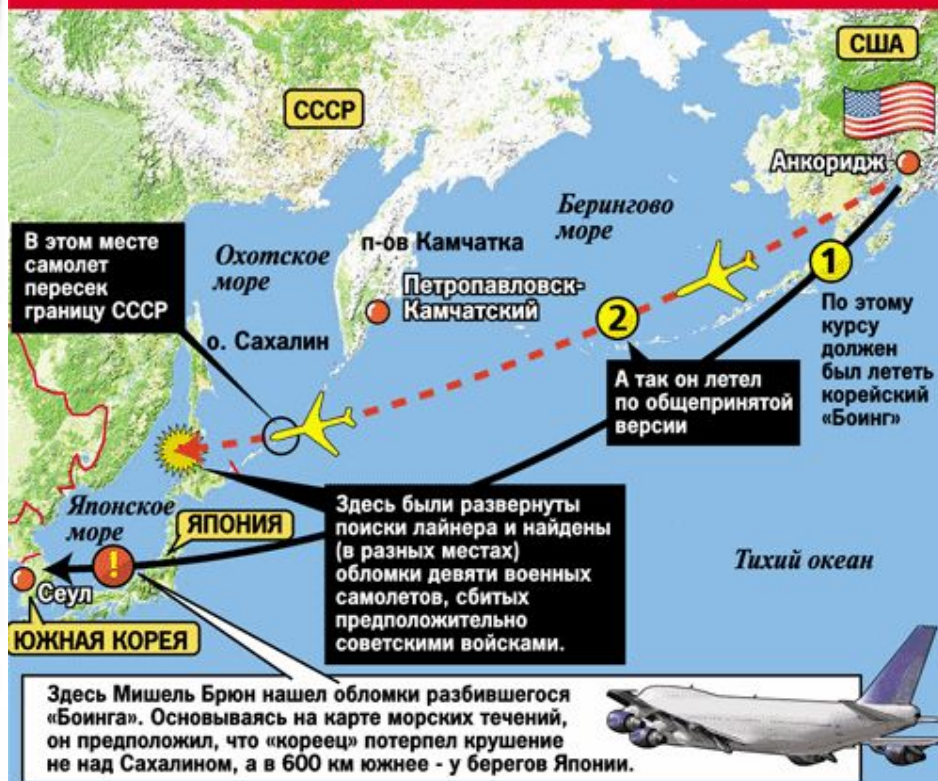 США
СССР
Анкоридж
Берингово
море
В этом месте
самолет
пересек
границу СССР
Охотское
море
п-ов Камчатка
Петропавловск-
Камчатский
1
По этому
курсу
должен
был лететь
корейский
«Боинг»
2
о. Сахалин
А так он летел
по общепринятой
версии
Здесь были развернуты
поиски лайнера и найдены
(в разных местах)
обломки девяти военных
самолетов, сбитых
предположительно
советскими войсками.
Японское
море
ЯПОНИЯ
Тихий океан
!
Сеул
ЮЖНАЯ КОРЕЯ
Здесь Мишель Брюн нашел обломки разбившегося
«Боинга». Основываясь на карте морских течений,
он предположил, что «кореец» потерпел крушение
не над Сахалином, а в 600 км южнее - у берегов Японии.